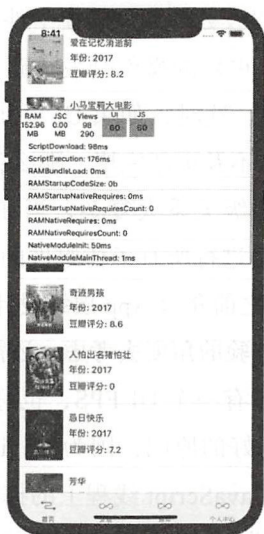 8:41
爱在记忆消逝前
年份: 2017
豆瓣评分: 8.2
小马宝莉大电影
RAM JSC Views UI JS
152.96 0.00 98 60 60
MB MB 290
ScriptDownload: 98ms
ScriptExecution: 176ms
RAMBundleLoad: 0ms
RAMStartupCodeSize: 0b
RAMStartupNativeRequires: 0ms
RAMStartupNativeRequiresCount: 0
RAMNativeRequires: 0ms
RAMNativeRequiresCount: 0
NativeModuleInit: 50ms
NativeModuleMainThread: 1ms
奇迹男孩
年份: 2017
豆瓣评分: 8.6
人怕出名猪怕壮
年份: 2017
豆瓣评分: 0
忌日快乐
年份: 2017
豆瓣评分: 7.2
芳华
首页
个人中心